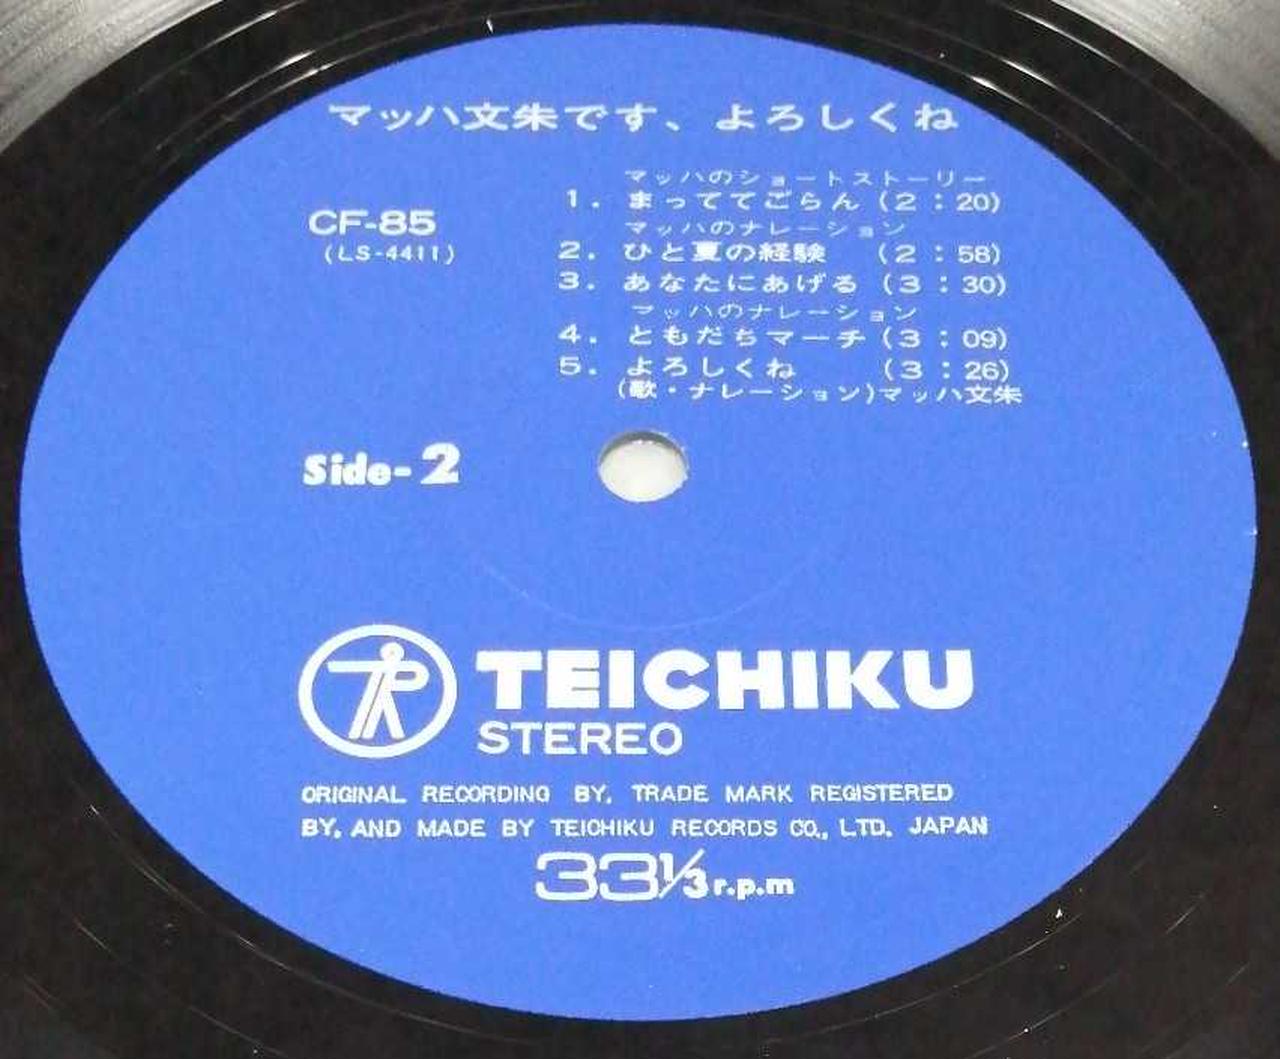 マッハ文朱です、よろしくね
CF-85
(LS-4411)
マッハのショートストーリー
1. まっててごらん (2:20)
マッハのナレーション
2. ひと夏の経験 (2:58)
3. あなたにあげる (3:30)
マッハのナレーション
4. ともだちマーチ (3:09)
5. よろしくね (3:26)
(歌・ナレーション)マッハ文朱
Side-2
TEICHIKU
STEREO
ORIGINAL RECORDING BY, TRADE MARK REGISTERED
BY, AND MADE BY TEICHIKU RECORDS CO., LTD. JAPAN
33⅓ r.p.m